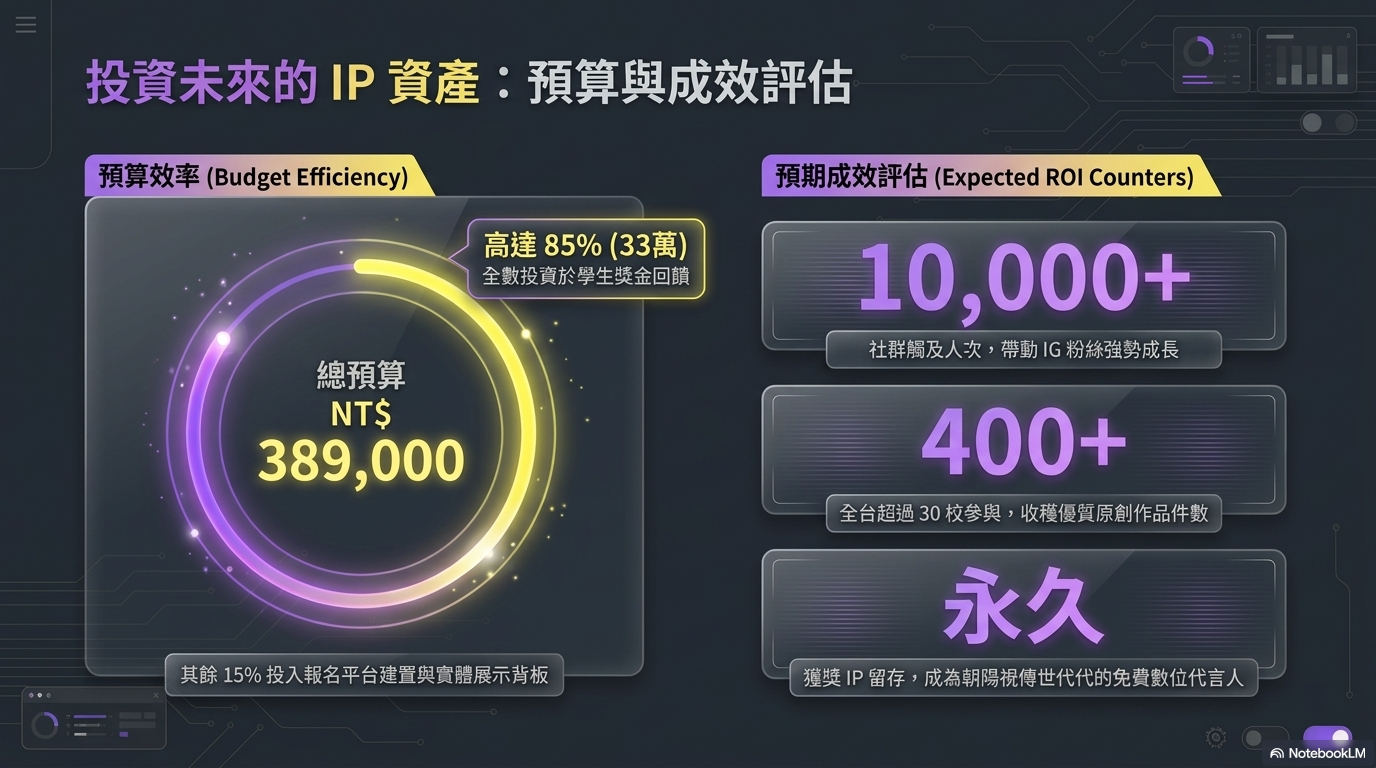 投資未來的 IP 資產：預算與成效評估
預算效率 (Budget Efficiency)
高達 85% (33萬)
全數投資於學生獎金回饋
總預算
NT$
389,000
其餘 15% 投入報名平台建置與實體展示背板
預期成效評估 (Expected ROI Counters)
10,000+
社群觸及人次，帶動 IG 粉絲強勢成長
400+
全台超過 30 校參與，收穫優質原創作品件數
永久
獲獎 IP 留存，成為朝陽視傳世代代的免費數位代言人
NotebookLM